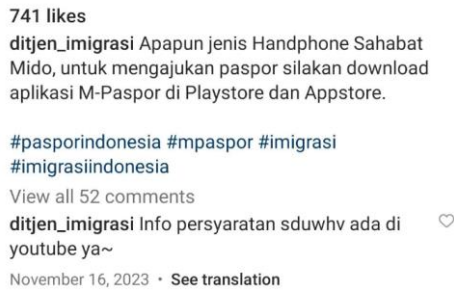 741 likes
ditjen_imigrasi Apapun jenis Handphone Sahabat
Mido, untuk mengajukan paspor silakan download
aplikasi M-Paspor di Playstore dan Appstore.
#pasporindonesia #mpaspor #imigrasi
#imigrasiindonesia
View all 52 comments
ditjen_imigrasi Info persyaratan sduwhv ada di
youtube ya~
November 16, 2023 • See translation